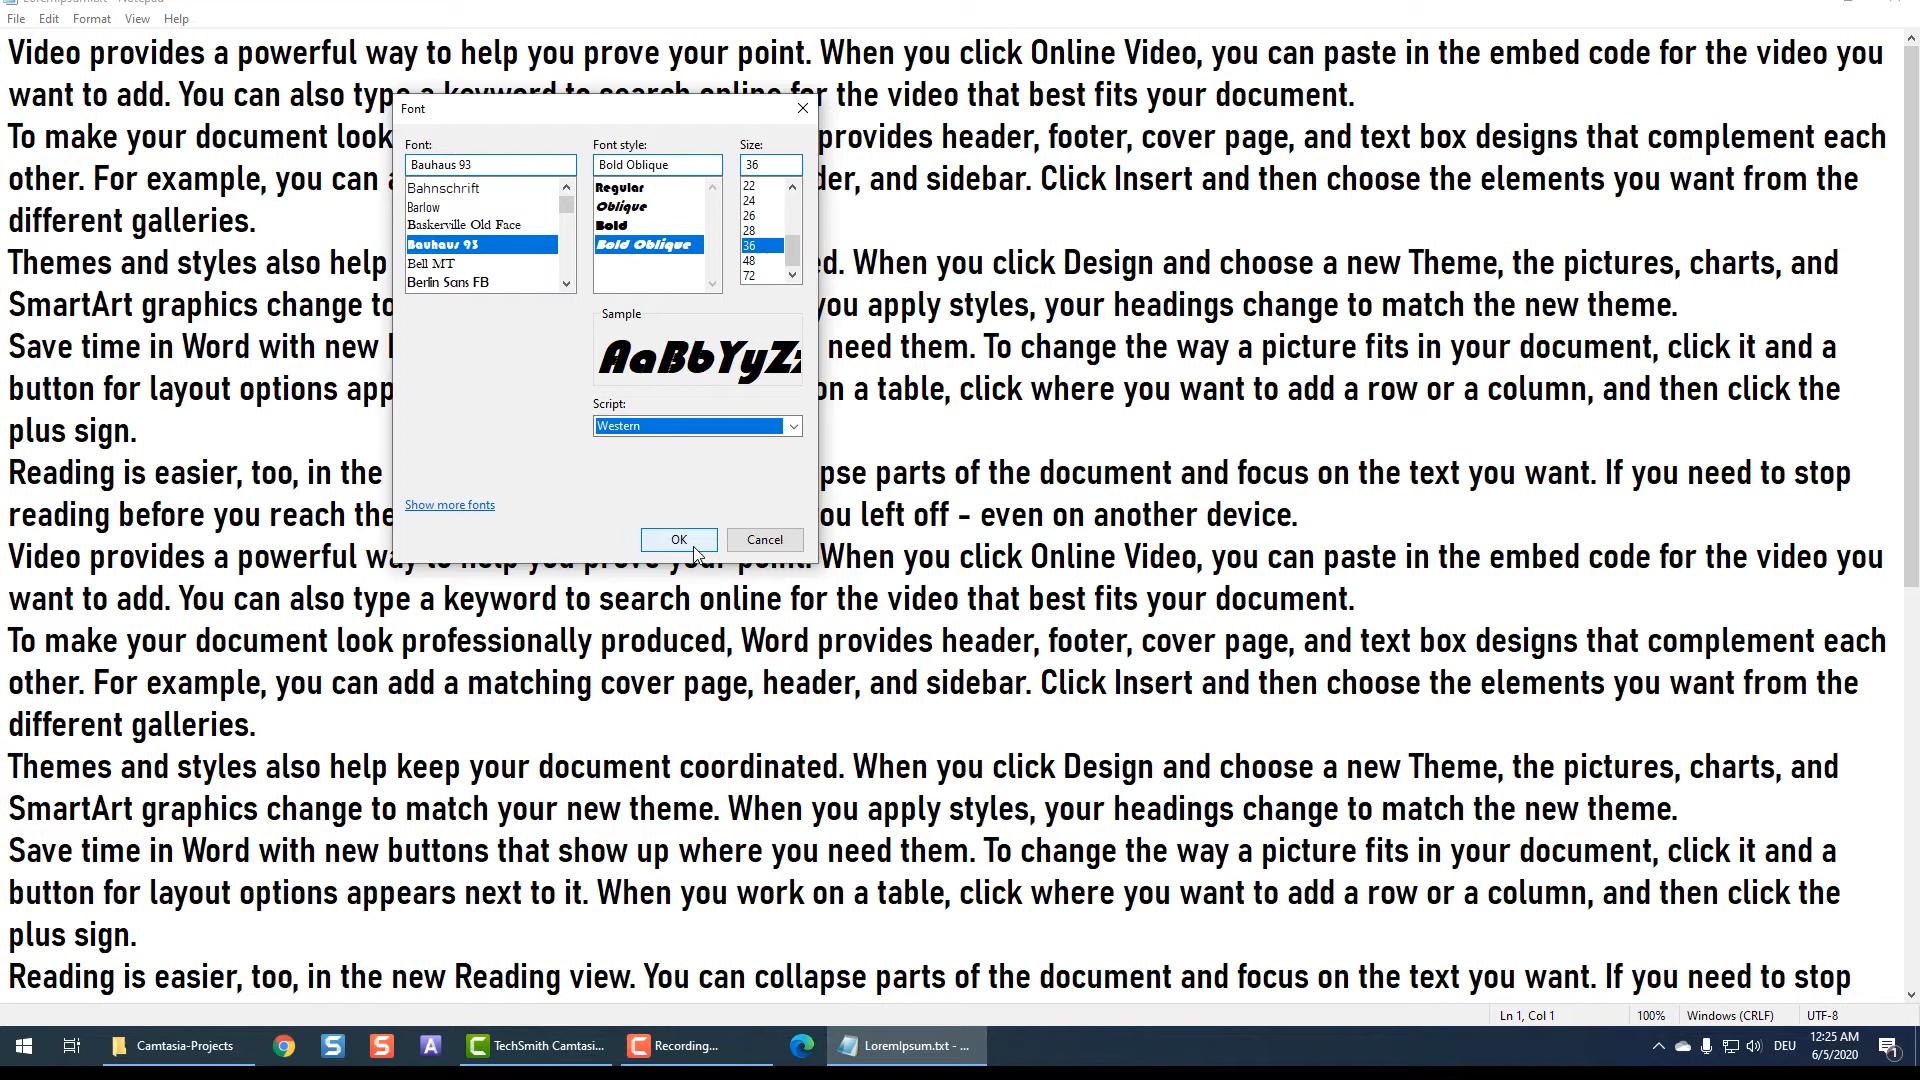 LoremIpsum.txt - Notepad
File Edit Format View Help
Video provides a powerful way to help you prove your point. When you click Online Video, you can paste in the embed code for the video you
want to add. You can also type a keyword to search online for the video that best fits your document.
To make your document look provides header, footer, cover page, and text box designs that complement each
other. For example, you can a der, and sidebar. Click Insert and then choose the elements you want from the
different galleries.
Themes and styles also help ed. When you click Design and choose a new Theme, the pictures, charts, and
SmartArt graphics change to you apply styles, your headings change to match the new theme.
Save time in Word with new need them. To change the way a picture fits in your document, click it and a
button for layout options app on a table, click where you want to add a row or a column, and then click the
plus sign.
Reading is easier, too, in the pse parts of the document and focus on the text you want. If you need to stop
reading before you reach the ou left off - even on another device.
Video provides a powerful way to help you prove your point. When you click Online Video, you can paste in the embed code for the video you
want to add. You can also type a keyword to search online for the video that best fits your document.
To make your document look professionally produced, Word provides header, footer, cover page, and text box designs that complement each
other. For example, you can add a matching cover page, header, and sidebar. Click Insert and then choose the elements you want from the
different galleries.
Themes and styles also help keep your document coordinated. When you click Design and choose a new Theme, the pictures, charts, and
SmartArt graphics change to match your new theme. When you apply styles, your headings change to match the new theme.
Save time in Word with new buttons that show up where you need them. To change the way a picture fits in your document, click it and a
button for layout options appears next to it. When you work on a table, click where you want to add a row or a column, and then click the
plus sign.
Reading is easier, too, in the new Reading view. You can collapse parts of the document and focus on the text you want. If you need to stop
Font
Font: Font style: Size:
Bauhaus 93 Bold Oblique 36
Bahnschrift
Barlow
Baskerville Old Face
Bauhaus 93
Bell MT
Berlin Sans FB
Regular
Oblique
Bold
Bold Oblique
22
24
26
28
36
48
72
Sample
AaBbYyZz
Script:
Western
Show more fonts
OK Cancel
Ln 1, Col 1 100% Windows (CRLF) UTF-8
Camtasia-Projects S S A C TechSmith Camtasi... C Recording... LoremIpsum.txt - ... DEU 12:25 AM
6/5/2020 1